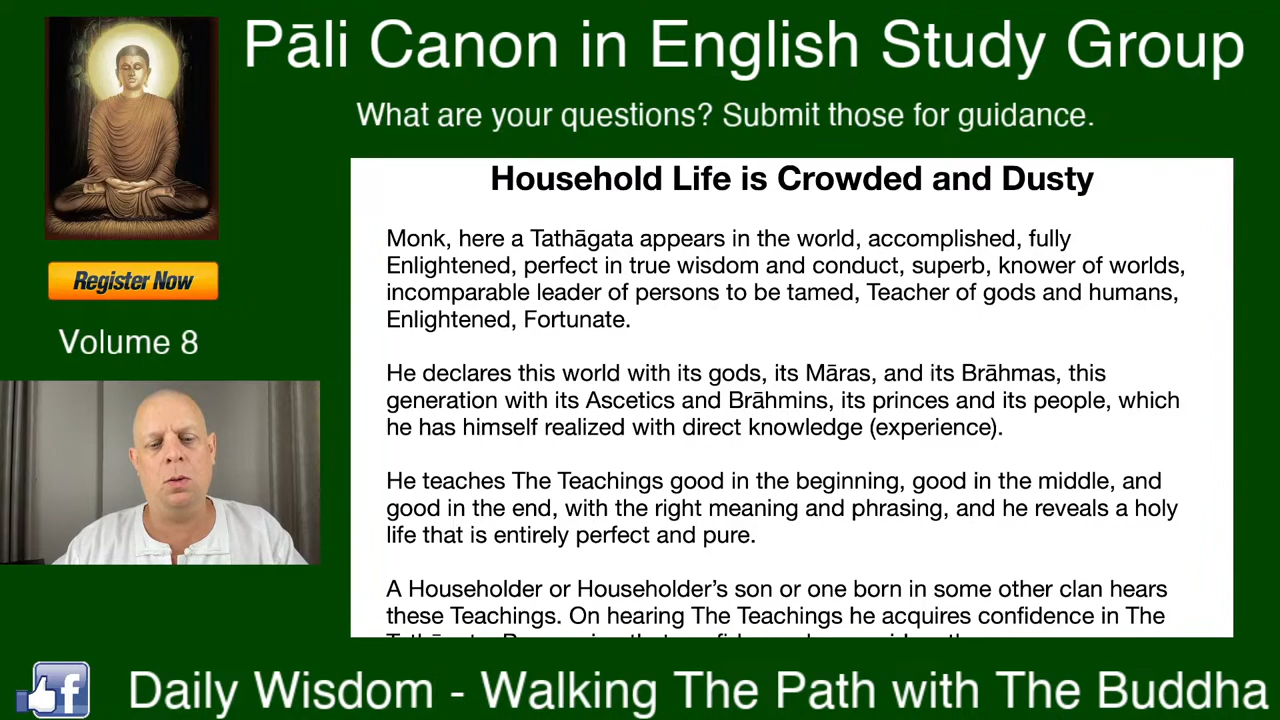 Pāli Canon in English Study Group
What are your questions? Submit those for guidance.
Register Now
Volume 8
Household Life is Crowded and Dusty
Monk, here a Tathāgata appears in the world, accomplished, fully
Enlightened, perfect in true wisdom and conduct, superb, knower of worlds,
incomparable leader of persons to be tamed, Teacher of gods and humans,
Enlightened, Fortunate.
He declares this world with its gods, its Māras, and its Brāhmas, this
generation with its Ascetics and Brāhmins, its princes and its people, which
he has himself realized with direct knowledge (experience).
He teaches The Teachings good in the beginning, good in the middle, and
good in the end, with the right meaning and phrasing, and he reveals a holy
life that is entirely perfect and pure.
A Householder or Householder’s son or one born in some other clan hears
these Teachings. On hearing The Teachings he acquires confidence in The
f
Daily Wisdom - Walking The Path with The Buddha